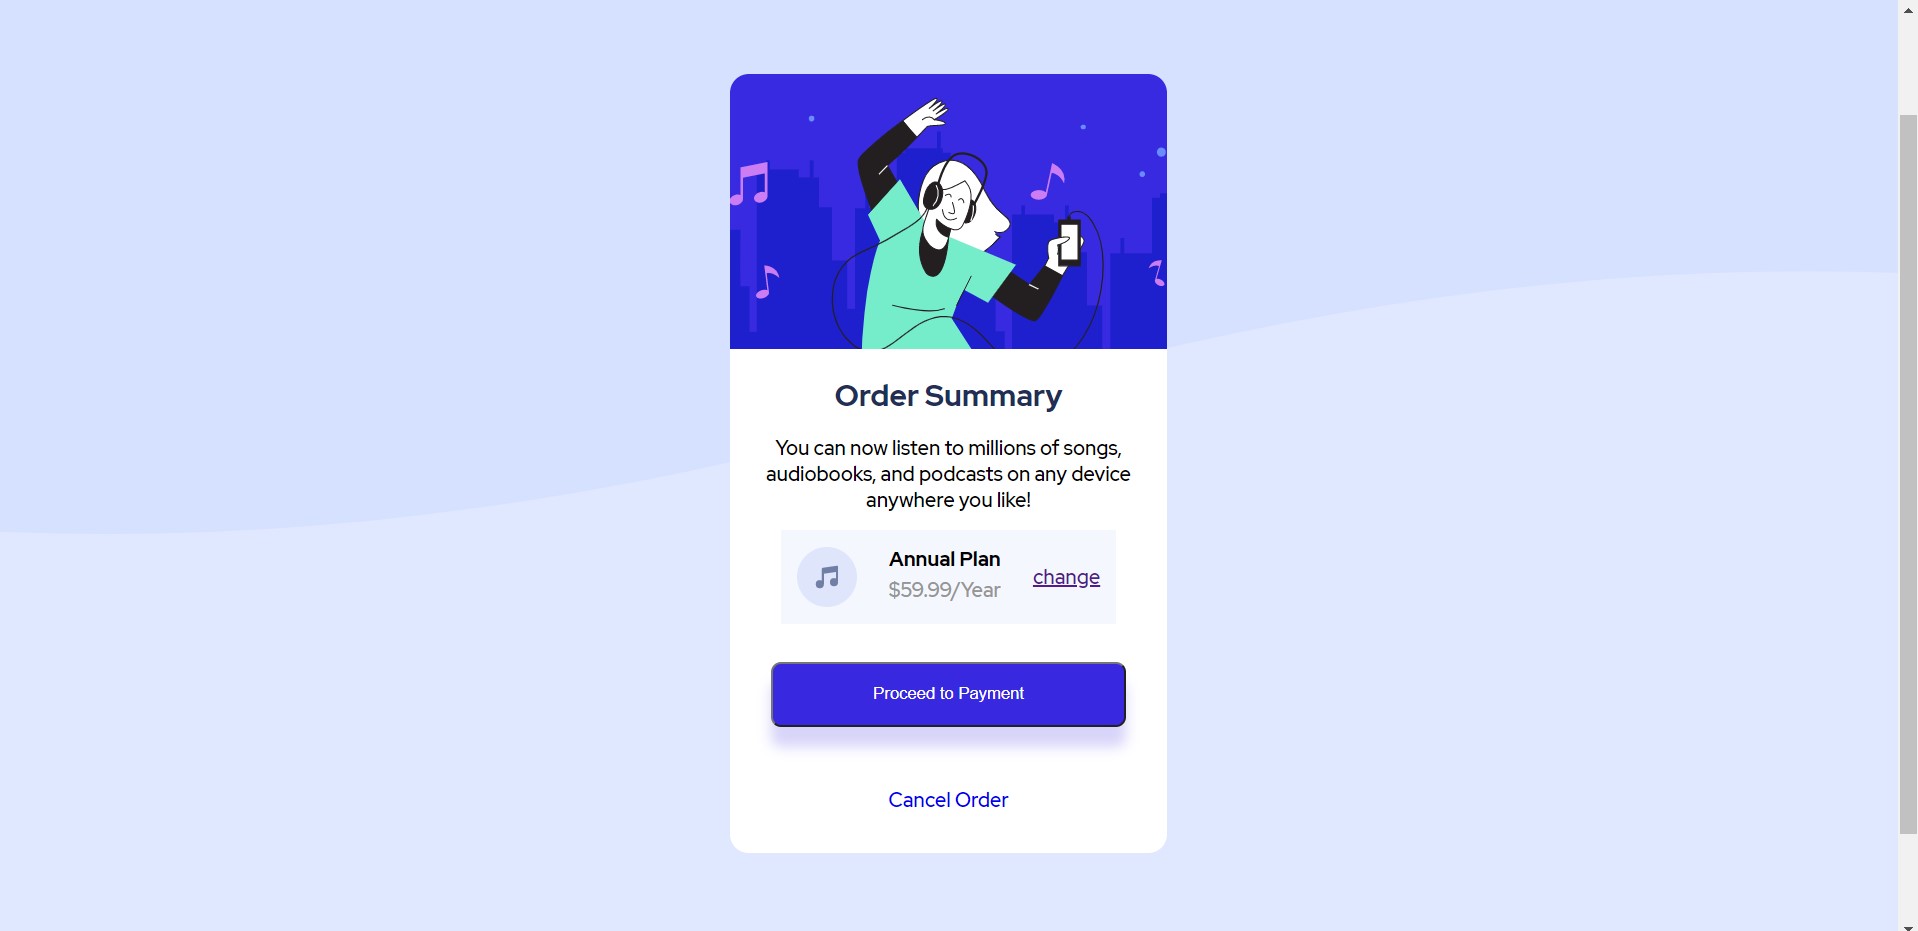 Order Summary
You can now listen to millions of songs,
audiobooks, and podcasts on any device
anywhere you like!
Annual Plan
$59.99/Year
change
Proceed to Payment
Cancel Order